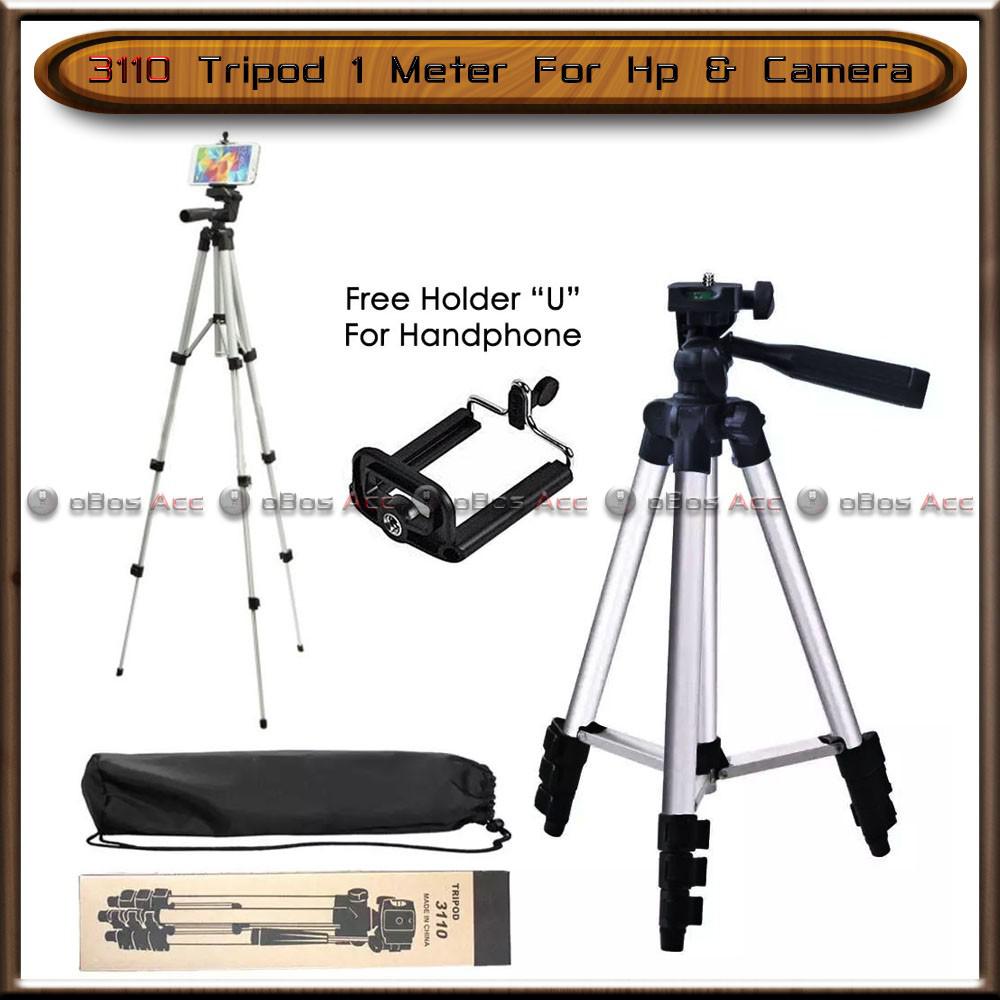 3110 Tripod 1 Meter For Hp & Camera
Free Holder “U”
For Handphone
oBos Acc oBos Acc oBos Acc oBos Acc oBos Acc
TRIPOD
3110
MADE IN CHINA